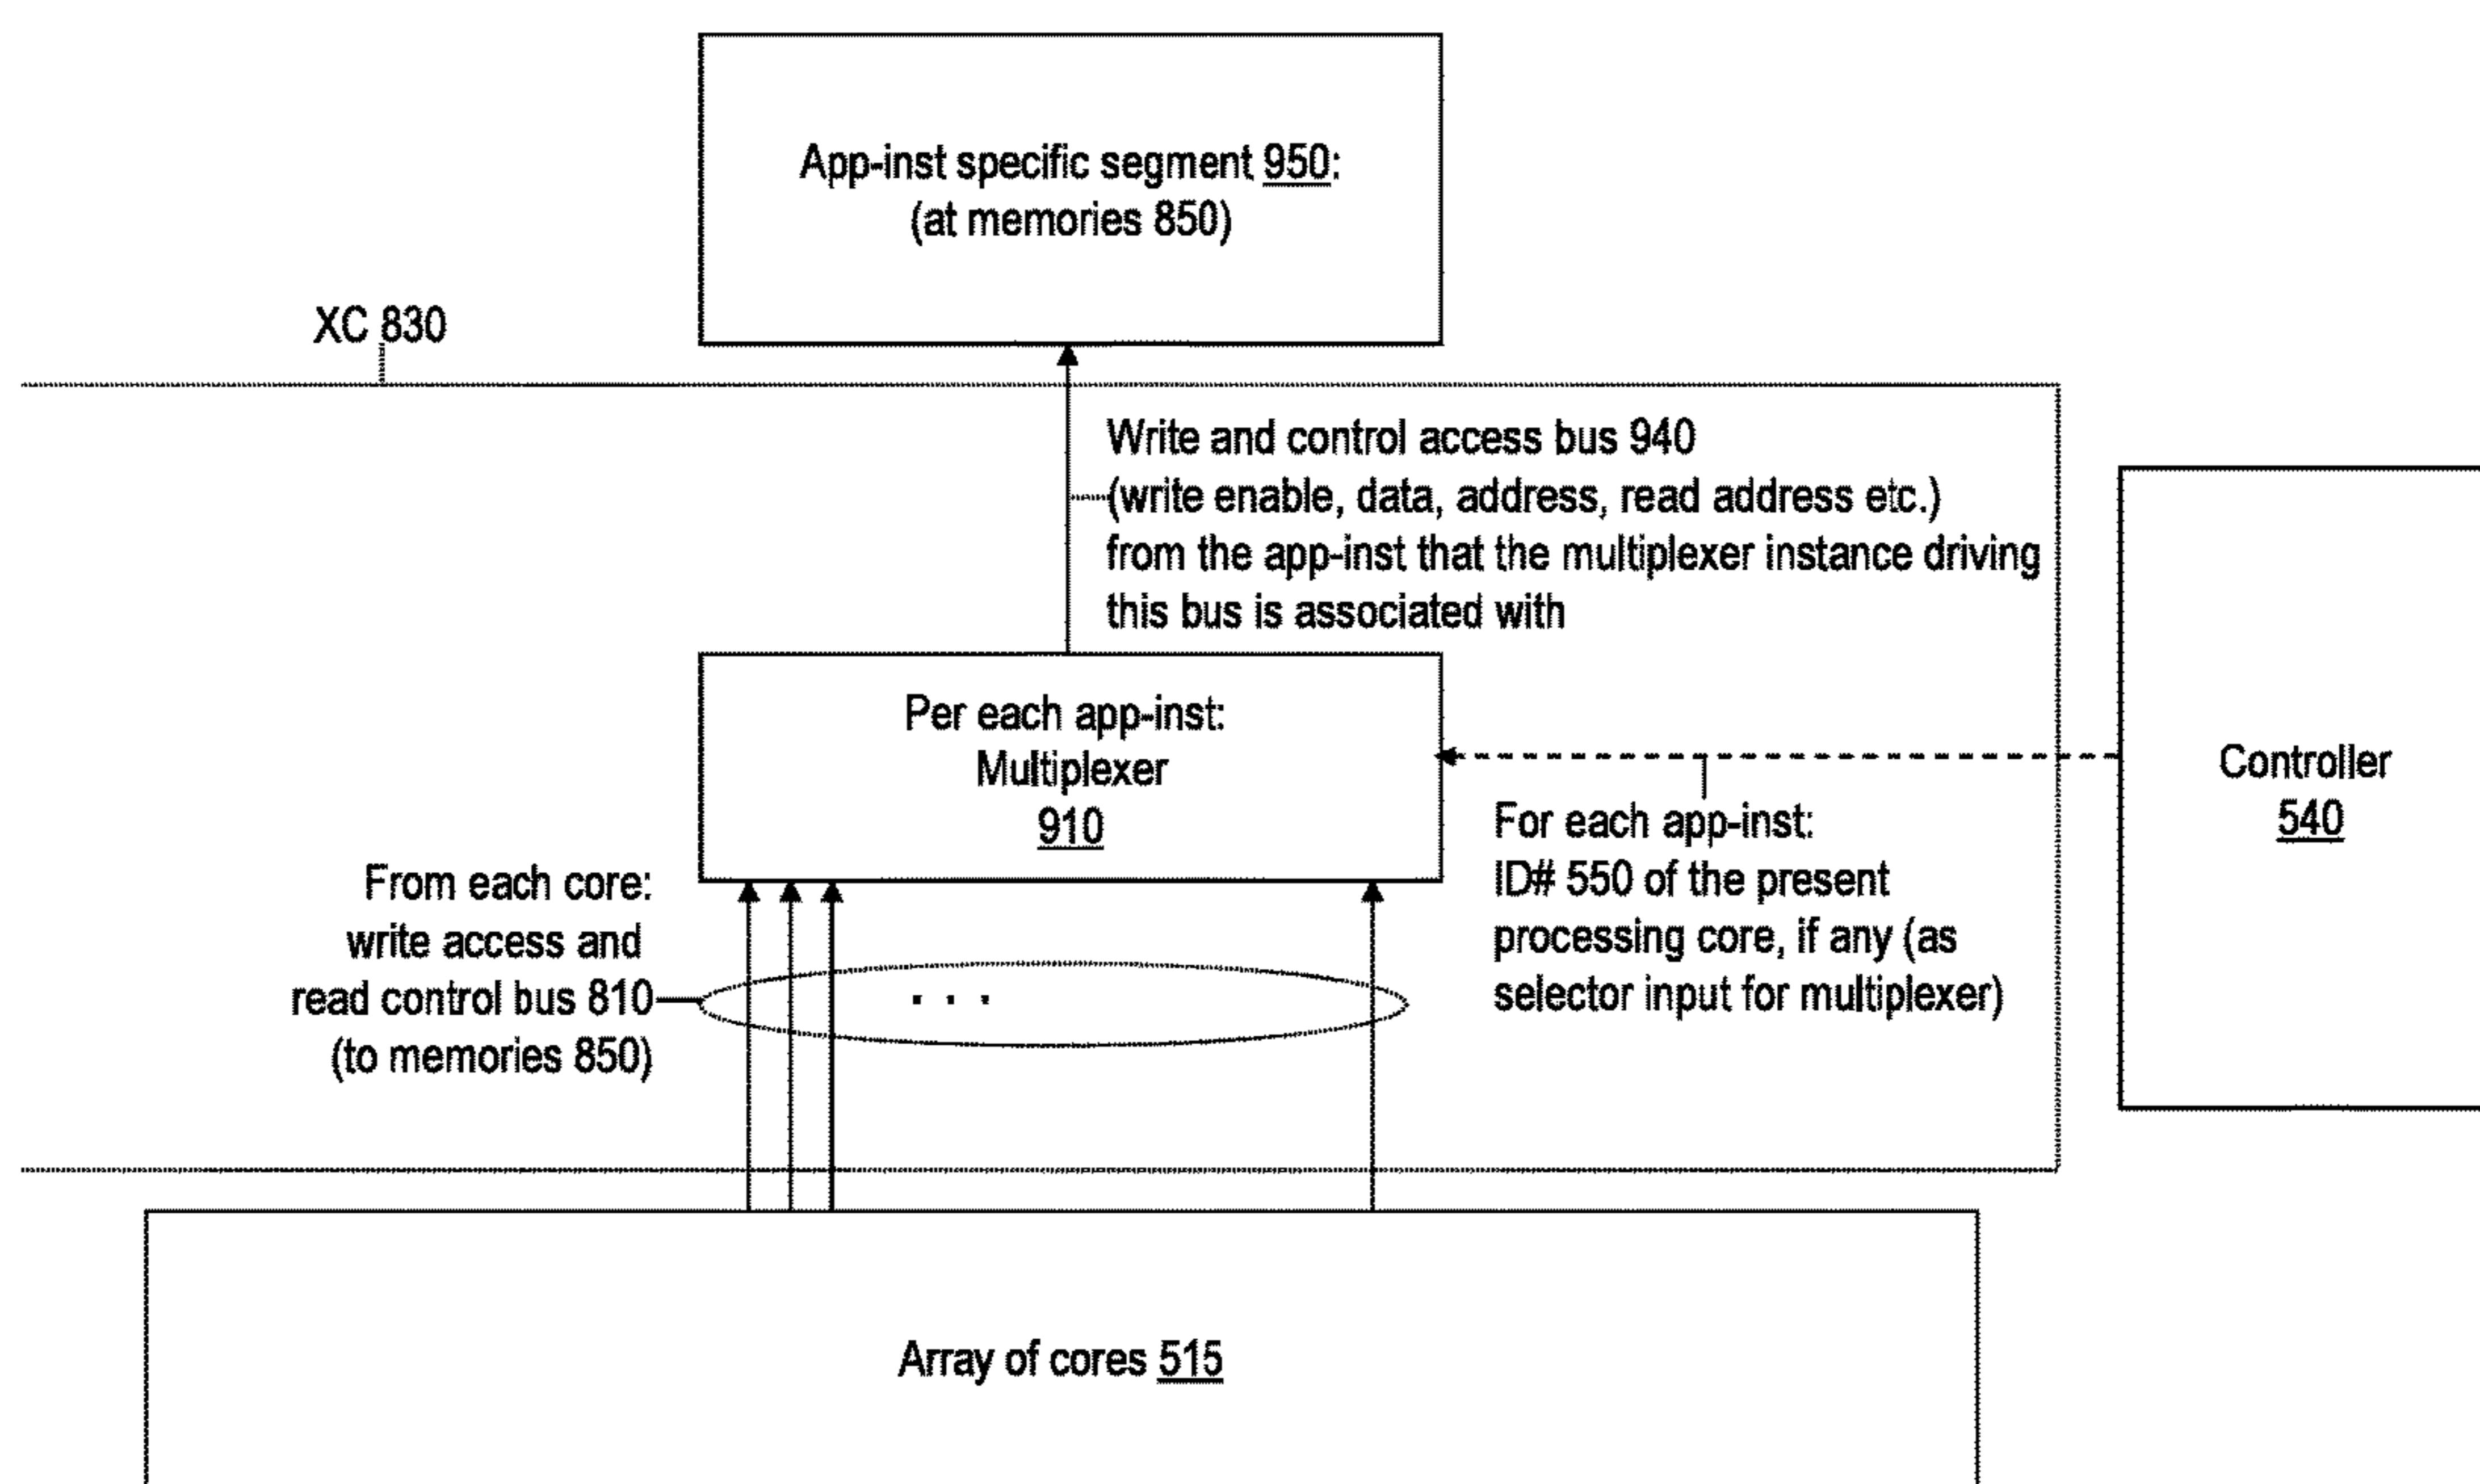 App-inst specific segment 950:
(at memories 850)
XC 830
Write and control access bus 940
(write enable, data, address, read address etc.)
from the app-inst that the multiplexer instance driving
this bus is associated with
Per each app-inst:
Multiplexer
910
Controller
540
For each app-inst:
ID# 550 of the present
processing core, if any (as
selector input for multiplexer)
From each core:
write access and
read control bus 810
(to memories 850)
. . .
Array of cores 515